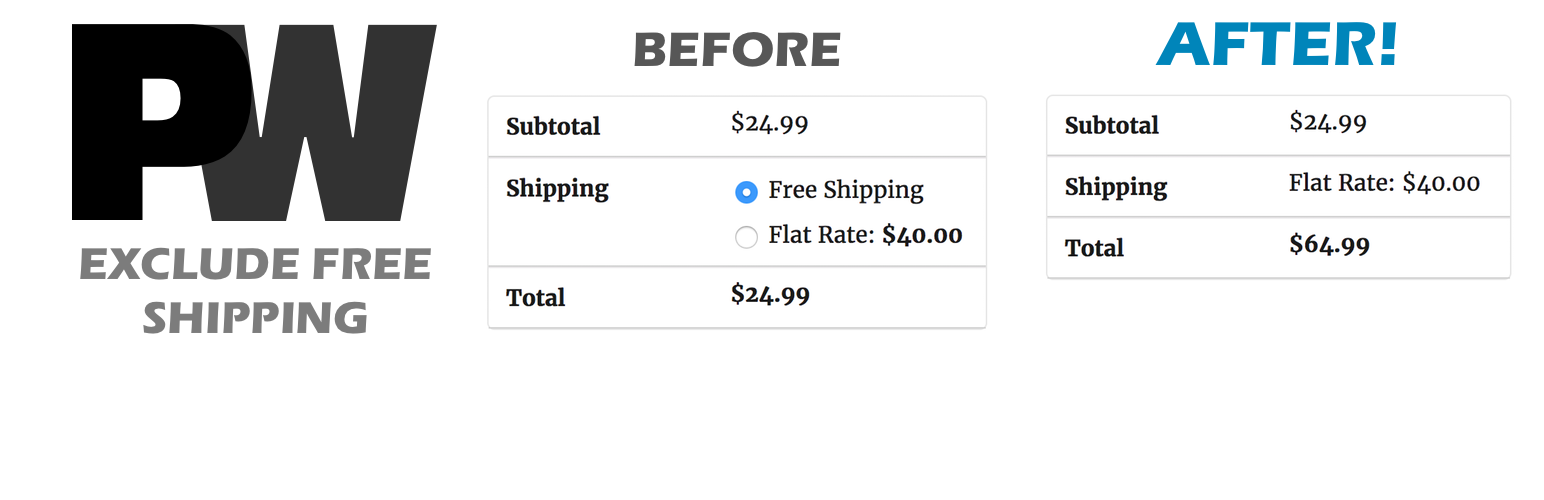 PW
EXCLUDE FREE
SHIPPING
BEFORE
Subtotal $24.99
Shipping Free Shipping
Flat Rate: $40.00
Total $24.99
AFTER!
Subtotal $24.99
Shipping Flat Rate: $40.00
Total $64.99